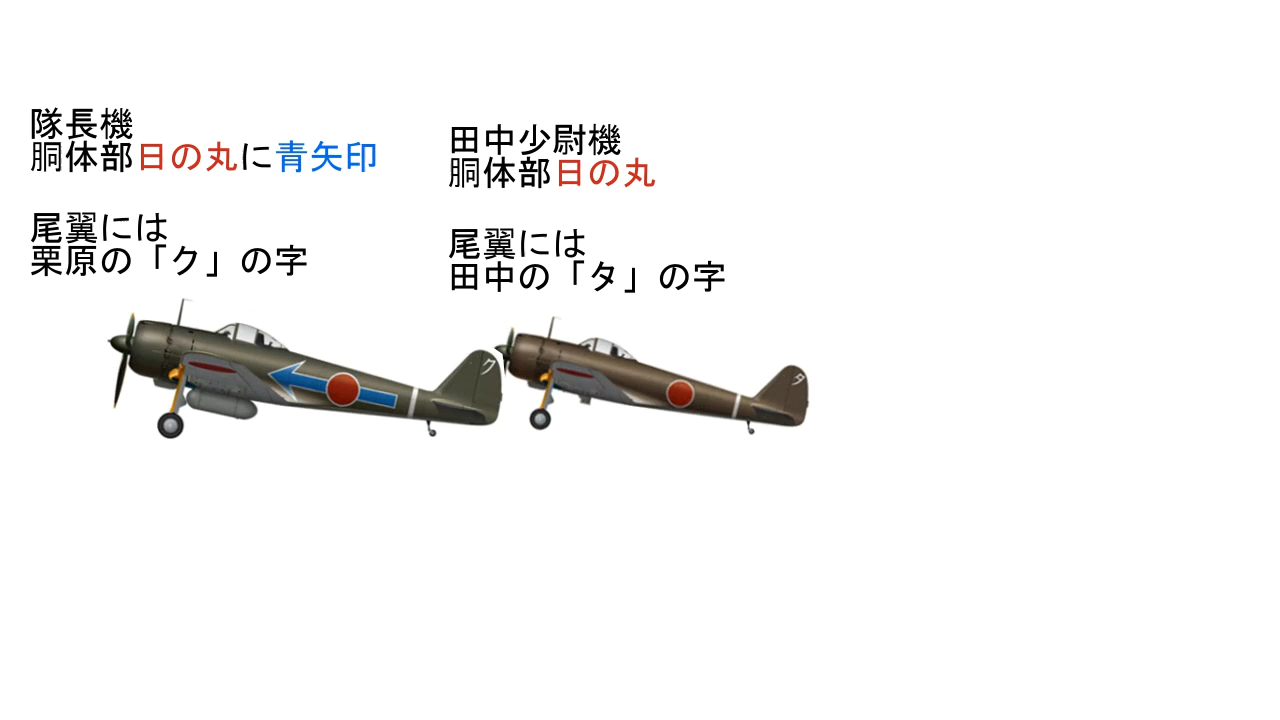 隊長機
胴体部日の丸に青矢印
尾翼には
栗原の「ク」の字
田中少尉機
胴体部日の丸
尾翼には
田中の「タ」の字
ク
タ